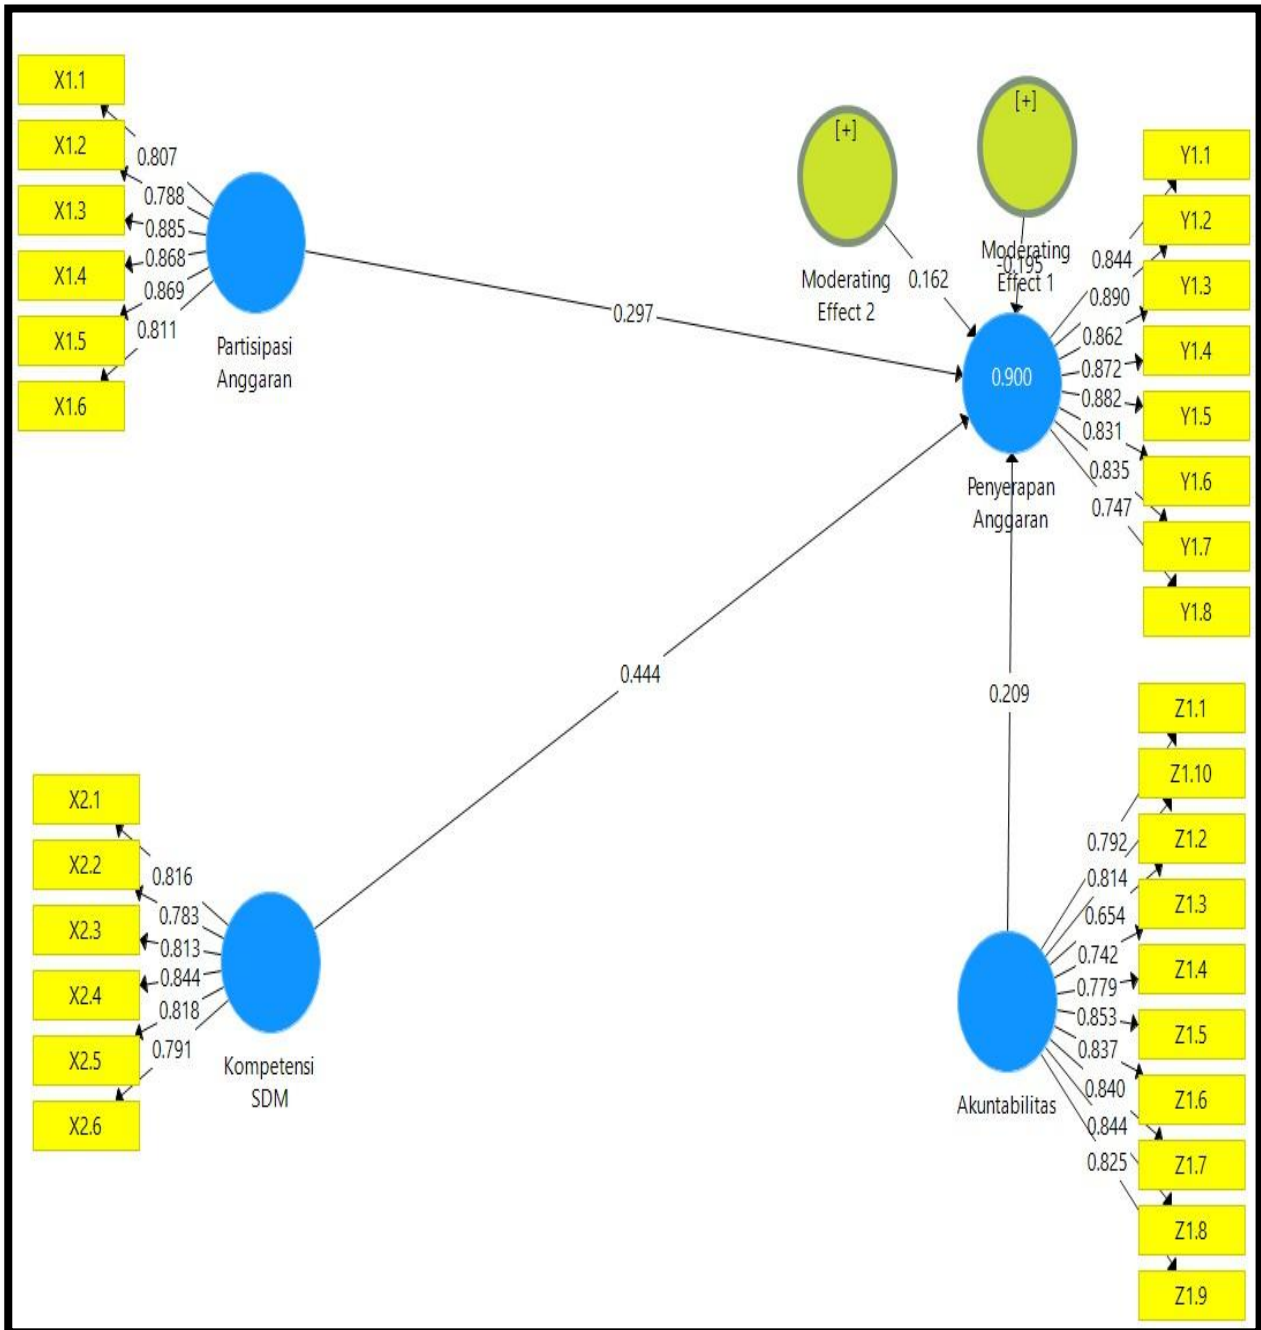 X1.1
X1.2
X1.3
X1.4
X1.5
X1.6
0.807
0.788
0.885
0.868
0.869
0.811
Partisipasi
Anggaran
0.297
[+]
Moderating
Effect 2
0.162
[+]
Moderating
Effect 1
-0.195
0.900
Penyerapan
Anggaran
0.844
0.890
0.862
0.872
0.882
0.831
0.835
0.747
Y1.1
Y1.2
Y1.3
Y1.4
Y1.5
Y1.6
Y1.7
Y1.8
0.444
0.209
X2.1
X2.2
X2.3
X2.4
X2.5
X2.6
0.816
0.783
0.813
0.844
0.818
0.791
Kompetensi
SDM
Akuntabilitas
0.792
0.814
0.654
0.742
0.779
0.853
0.837
0.840
0.844
0.825
Z1.1
Z1.10
Z1.2
Z1.3
Z1.4
Z1.5
Z1.6
Z1.7
Z1.8
Z1.9